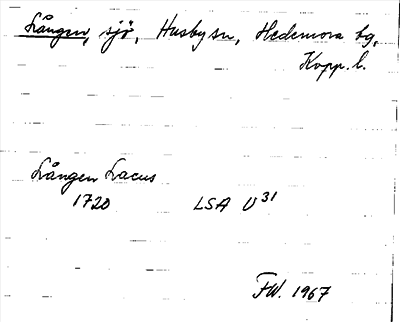 Lången, sjö, Husby sn, Hedemora tg,
Kopp. l.
Lången Lacus
1720 LSA U³¹
FW. 1967